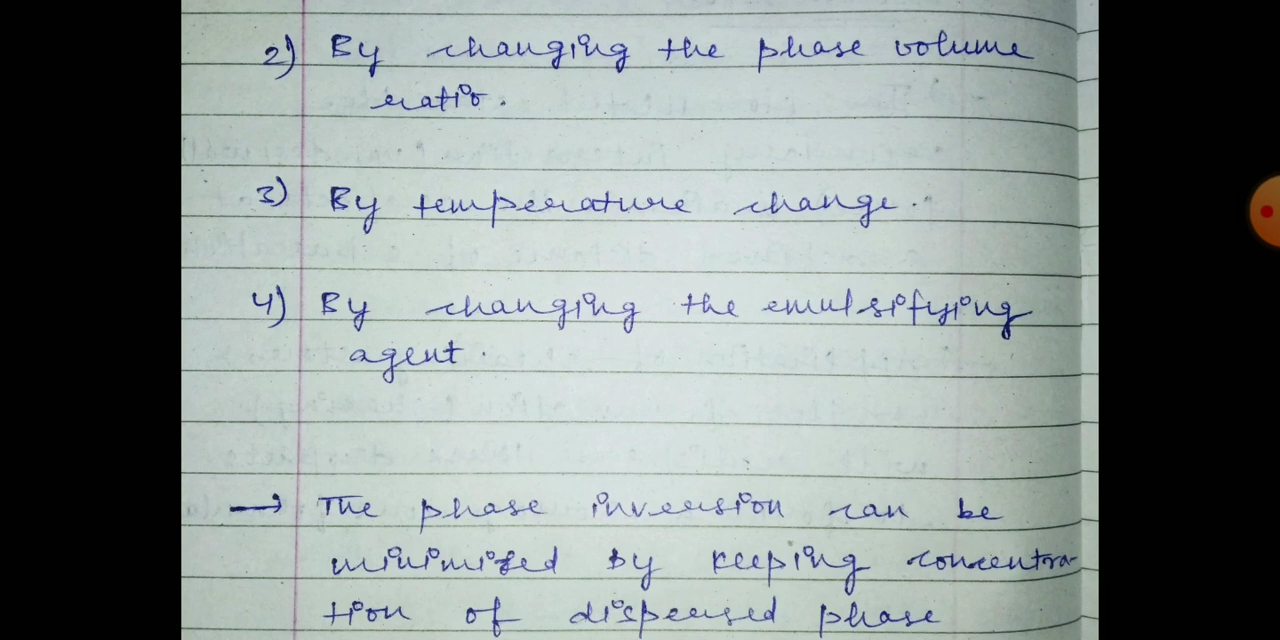 2) By changing the phase volume
ratio.
3) By temperature change.
4) By changing the emulsifying
agent
→ The phase inversion can be
minimized by keeping concentra-
tion of dispersed phase